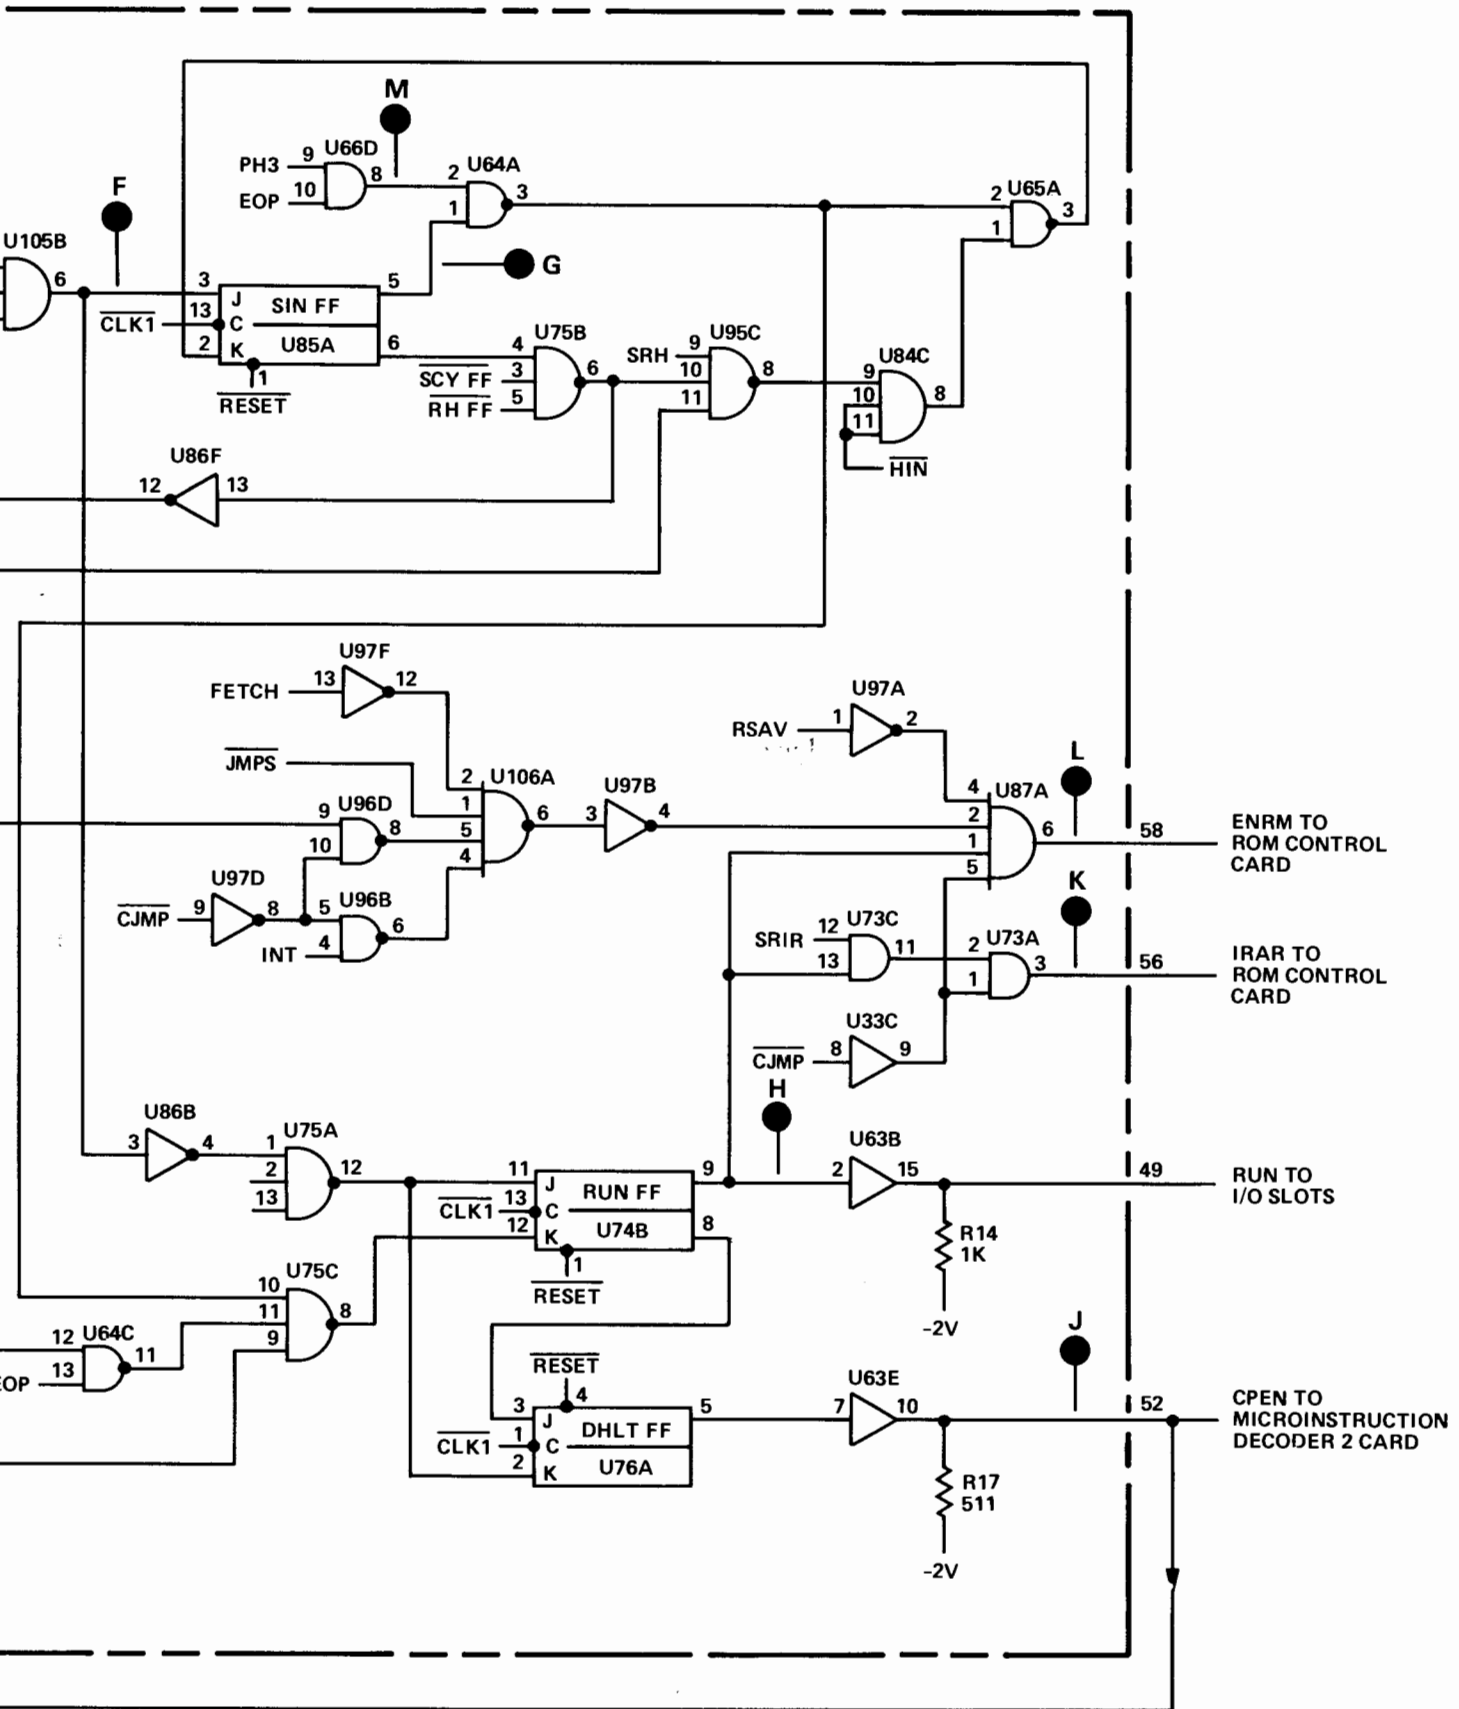 M
U66D
PH3 9
8
EOP 10
2 U64A
3
1
F
U105B
6
G
2 U65A
3
1
3 J SIN FF 5
CLK1 13 C
2 K U85A 6
1
RESET
4 U75B
SCY FF 3 6
RH FF 5
SRH 9 U95C
10 8
11
9 U84C
10 8
11
HIN
U86F
12 13
U97F
FETCH 13 12
JMPS
2 U106A
1 6
5
4
U97B
3 4
9 U96D
8
10
U97D
CJMP 9 8
5 U96B
6
INT 4
U97A
RSAV 1 2
L
4 U87A
2
1 6
5
58
ENRM TO
ROM CONTROL
CARD
K
SRIR 12 U73C
11
13
2 U73A
3
1
56
IRAR TO
ROM CONTROL
CARD
U33C
CJMP 8 9
H
U86B
3 4
1 U75A
2 12
13
11 J RUN FF 9
CLK1 13 C
12 K U74B 8
1
RESET
U63B
2 15
49
RUN TO
I/O SLOTS
R14
1K
-2V
10 U75C
11 8
9
12 U64C
11
EOP 13
RESET
4
3 J DHLT FF 5
CLK1 1 C
2 K U76A
U63E
7 10
J
52
CPEN TO
MICROINSTRUCTION
DECODER 2 CARD
R17
511
-2V